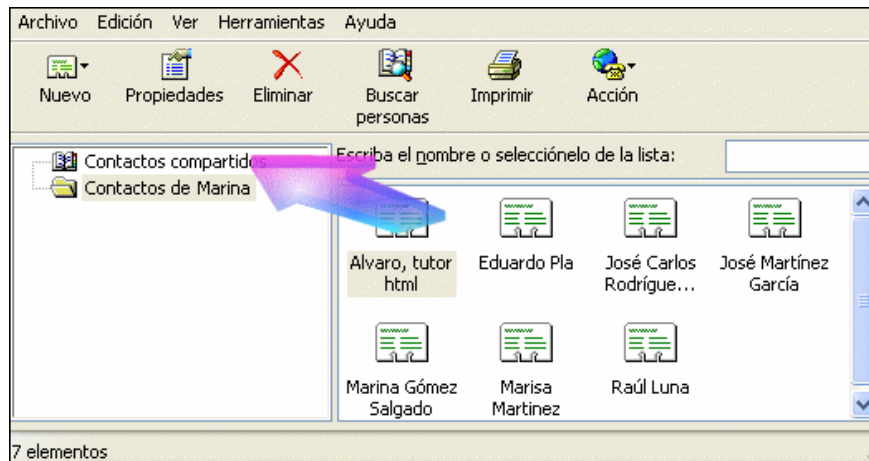 Archivo Edición Ver Herramientas Ayuda
Nuevo Propiedades Eliminar Buscar personas Imprimir Acción
Contactos compartidos
Contactos de Marina
Escriba el nombre o selecciónelo de la lista:
Alvaro, tutor html
Eduardo Pla
José Carlos Rodrígue...
José Martínez García
Marina Gómez Salgado
Marisa Martinez
Raúl Luna
7 elementos